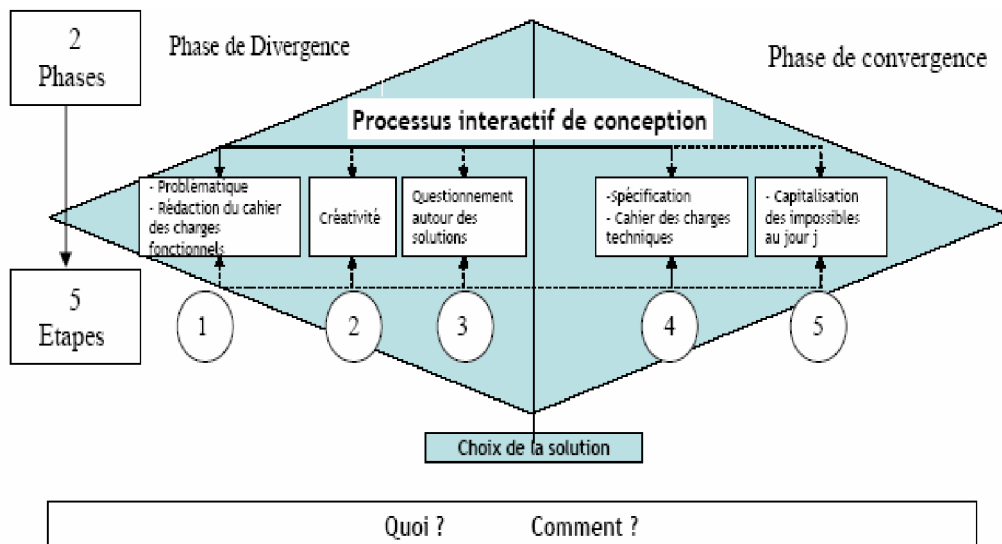 2
Phases
Phase de Divergence
Phase de convergence
Processus interactif de conception
- Problématique
- Rédaction du cahier
des charges
fonctionnels
Créativité
Questionnement
autour des
solutions
-Spécification
- Cahier des charges
techniques
- Capitalisation
des impossibles
au jour j
5
Etapes
1
2
3
4
5
Choix de la solution
Quoi ? Comment ?